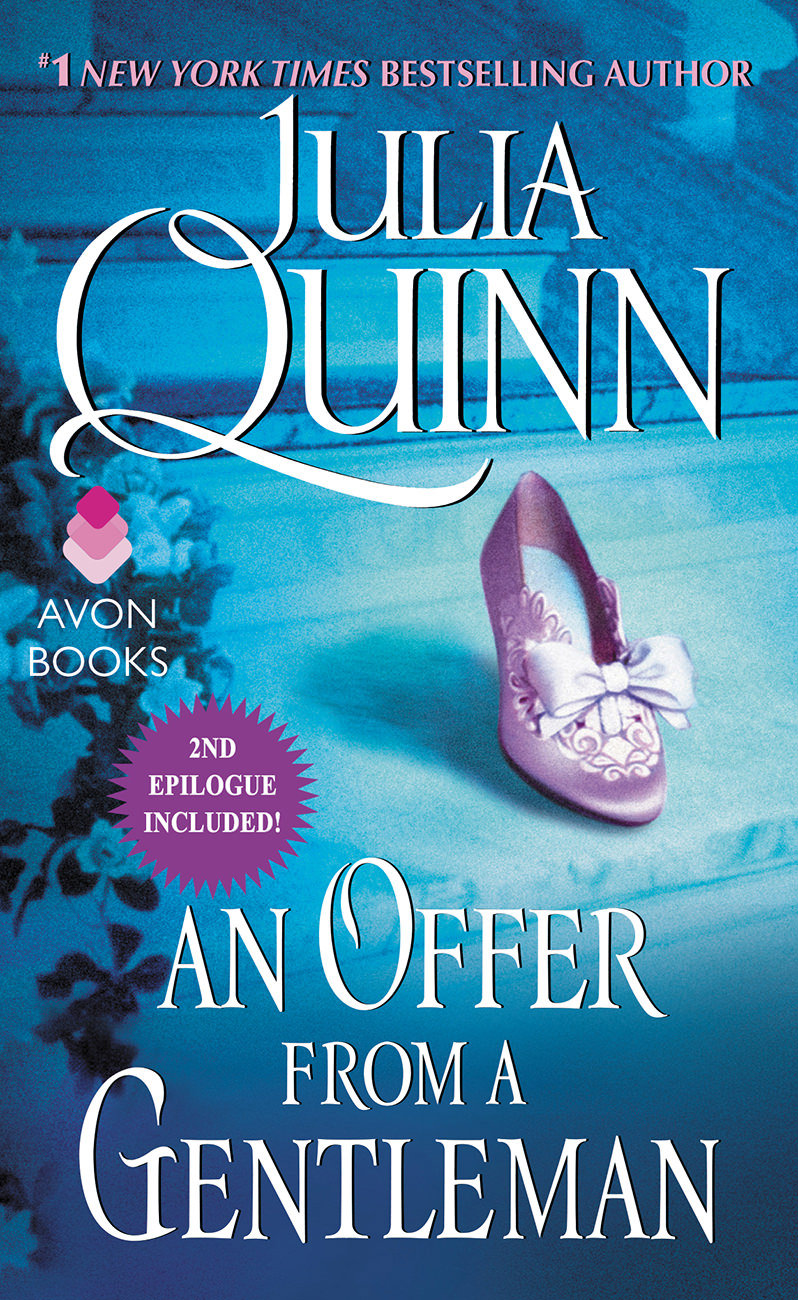 #1 NEW YORK TIMES BESTSELLING AUTHOR
JULIA
QUINN
AVON
BOOKS
2ND
EPILOGUE
INCLUDED!
AN OFFER
FROM A
GENTLEMAN